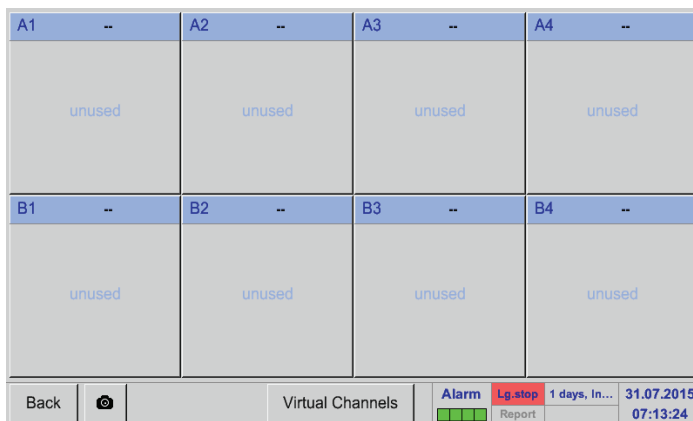 A1 -- A2 -- A3 -- A4 --
unused unused unused unused
B1 -- B2 -- B3 -- B4 --
unused unused unused unused
Back Virtual Channels Alarm Lg.stop 1 days, In... 31.07.2015
Report 07:13:24